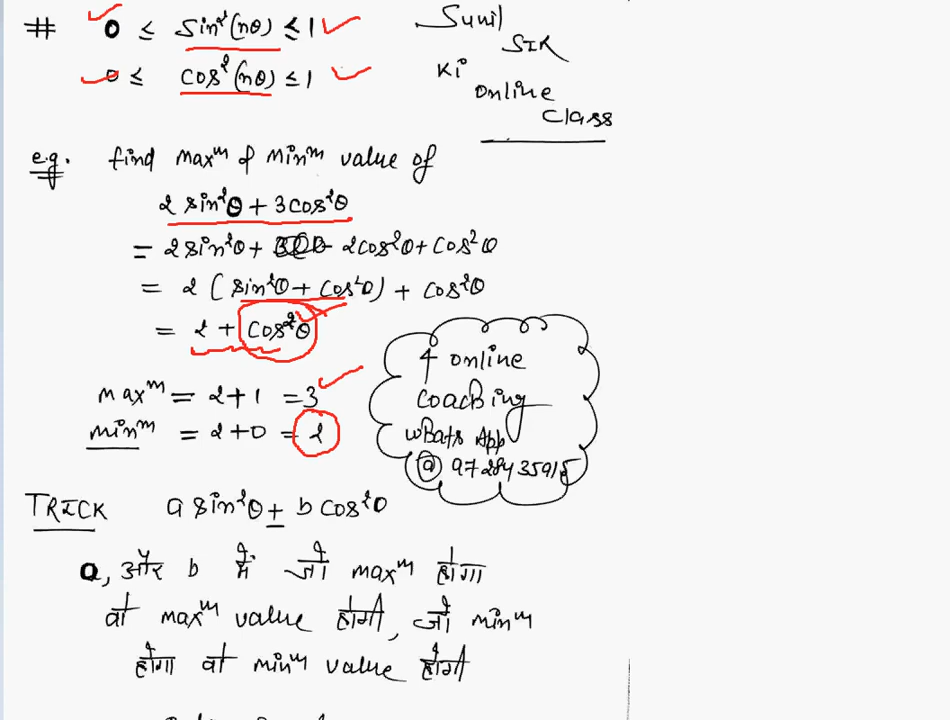 # 0 ≤ sin²(nθ) ≤ 1
0 ≤ cos²(nθ) ≤ 1
Sunil
SIR
Ki
Online
Class
e.g. find maxᵐ & minᵐ value of
2 sin²θ + 3cos²θ
= 2sin²θ + 2cos²θ + cos²θ
= 2 (sin²θ + cos²θ) + cos²θ
= 2 + cos²θ
maxᵐ = 2+1 = 3
minᵐ = 2+0 = 2
4 online
coaching
whats App
@ 9728435915
TRICK a sin²θ ± b cos²θ
a, और b में जो maxᵐ होगा
वो maxᵐ value होगी, जो minᵐ
होगा वो minᵐ value होगी